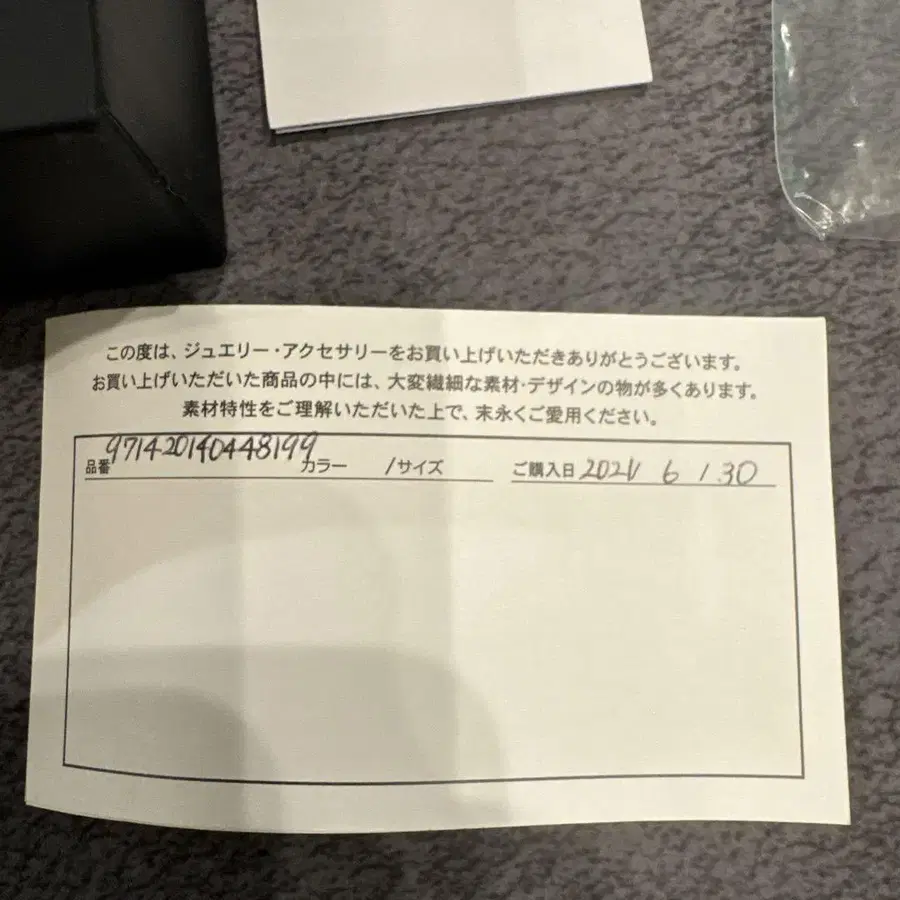 この度は、ジュエリー・アクセサリーをお買い上げいただきありがとうございます。
お買い上げいただいた商品の中には、大変繊細な素材・デザインの物が多くあります。
素材特性をご理解いただいた上で、末永くご愛用ください。
品番 971420140448199 カラー /サイズ ご購入日 2021/ 6 / 30